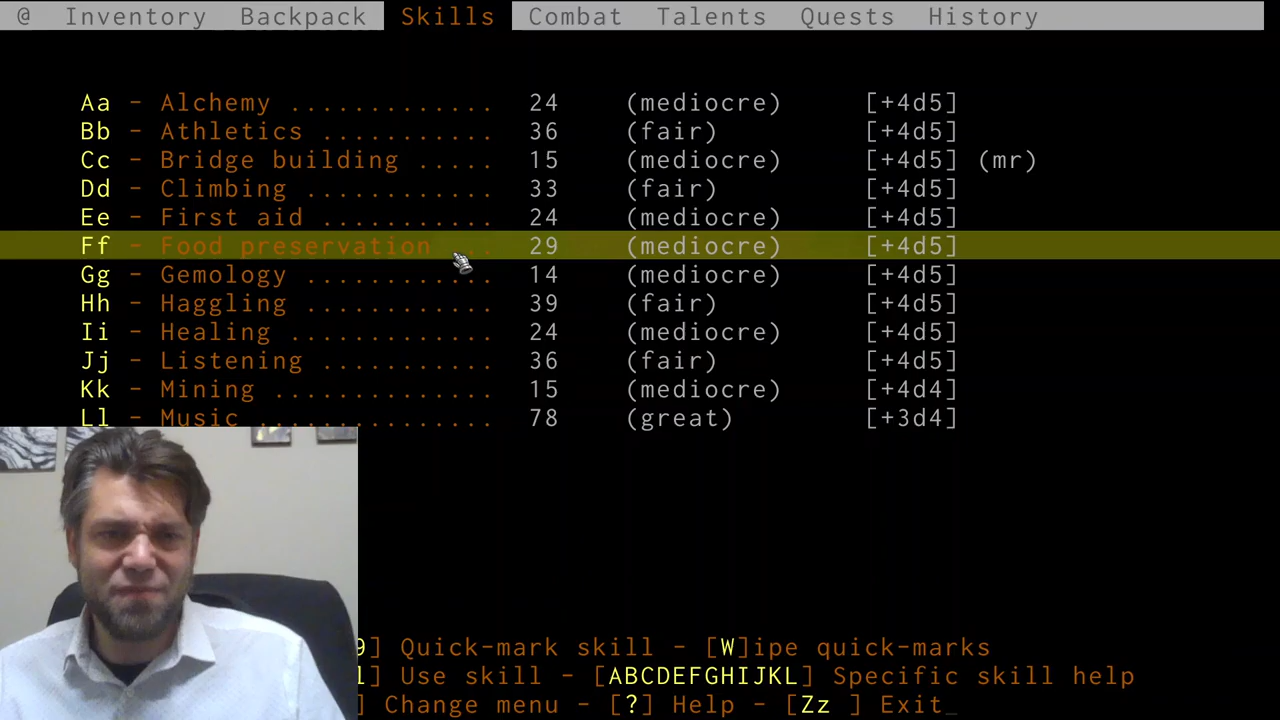 @ Inventory Backpack Skills Combat Talents Quests History
Aa - Alchemy ............. 24 (mediocre) [+4d5]
Bb - Athletics ........... 36 (fair) [+4d5]
Cc - Bridge building ..... 15 (mediocre) [+4d5] (mr)
Dd - Climbing ............ 33 (fair) [+4d5]
Ee - First aid ........... 24 (mediocre) [+4d5]
Ff - Food preservation ... 29 (mediocre) [+4d5]
Gg - Gemology ............ 14 (mediocre) [+4d5]
Hh - Haggling ............ 39 (fair) [+4d5]
Ii - Healing ............. 24 (mediocre) [+4d5]
Jj - Listening ........... 36 (fair) [+4d5]
Kk - Mining .............. 15 (mediocre) [+4d4]
Ll - Music ............... 78 (great) [+3d4]
9] Quick-mark skill - [W]ipe quick-marks
l] Use skill - [ABCDEFGHIJKL] Specific skill help
] Change menu - [?] Help - [Zz ] Exit_